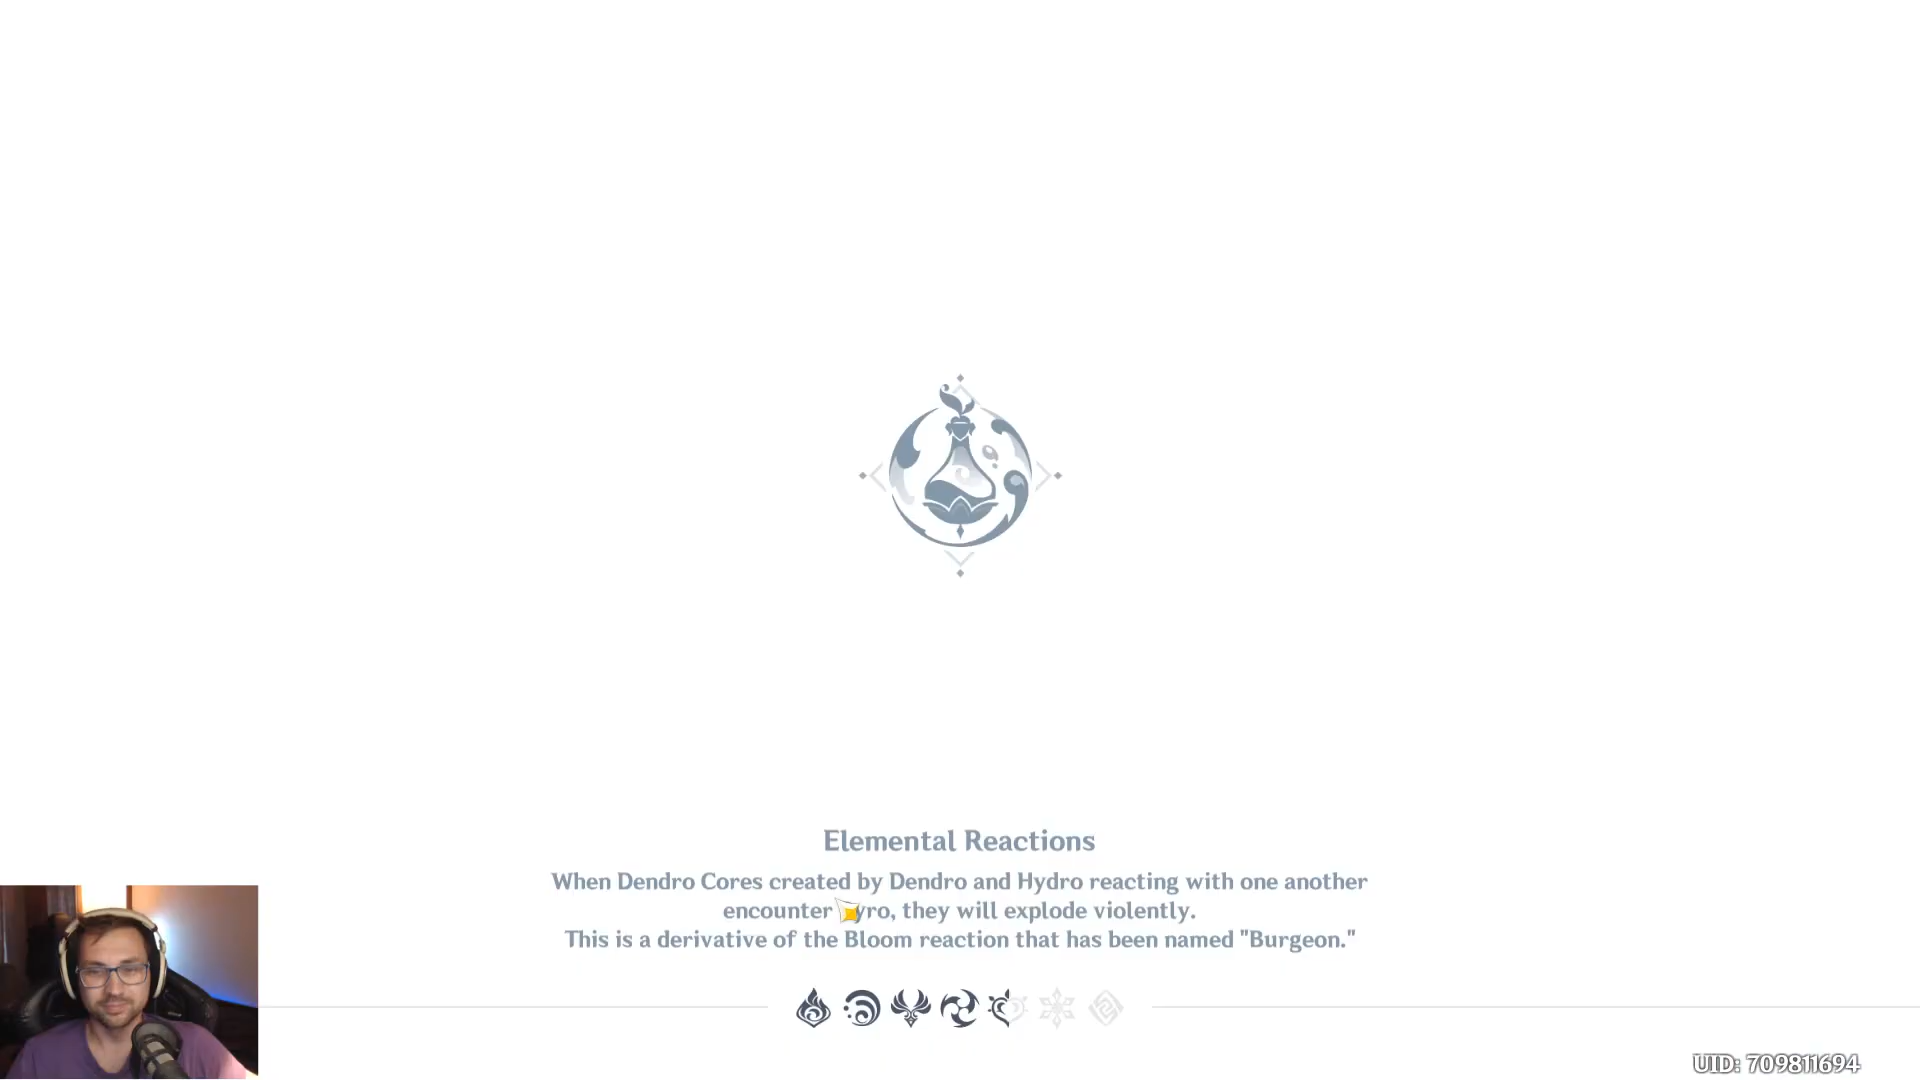 Elemental Reactions
When Dendro Cores created by Dendro and Hydro reacting with one another
encounter yro, they will explode violently.
This is a derivative of the Bloom reaction that has been named "Burgeon."
UID: 709811694